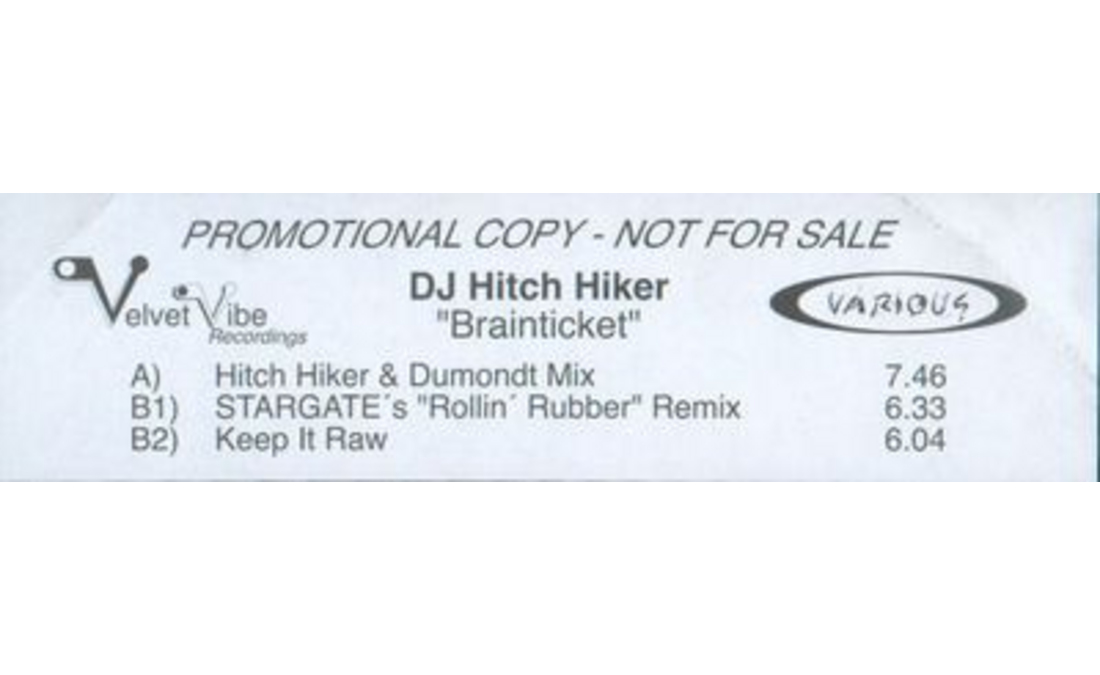 PROMOTIONAL COPY - NOT FOR SALE
Velvet Vibe
Recordings
DJ Hitch Hiker
"Brainticket"
VARIOUS
A) Hitch Hiker & Dumondt Mix 7.46
B1) STARGATE´s "Rollin´ Rubber" Remix 6.33
B2) Keep It Raw 6.04